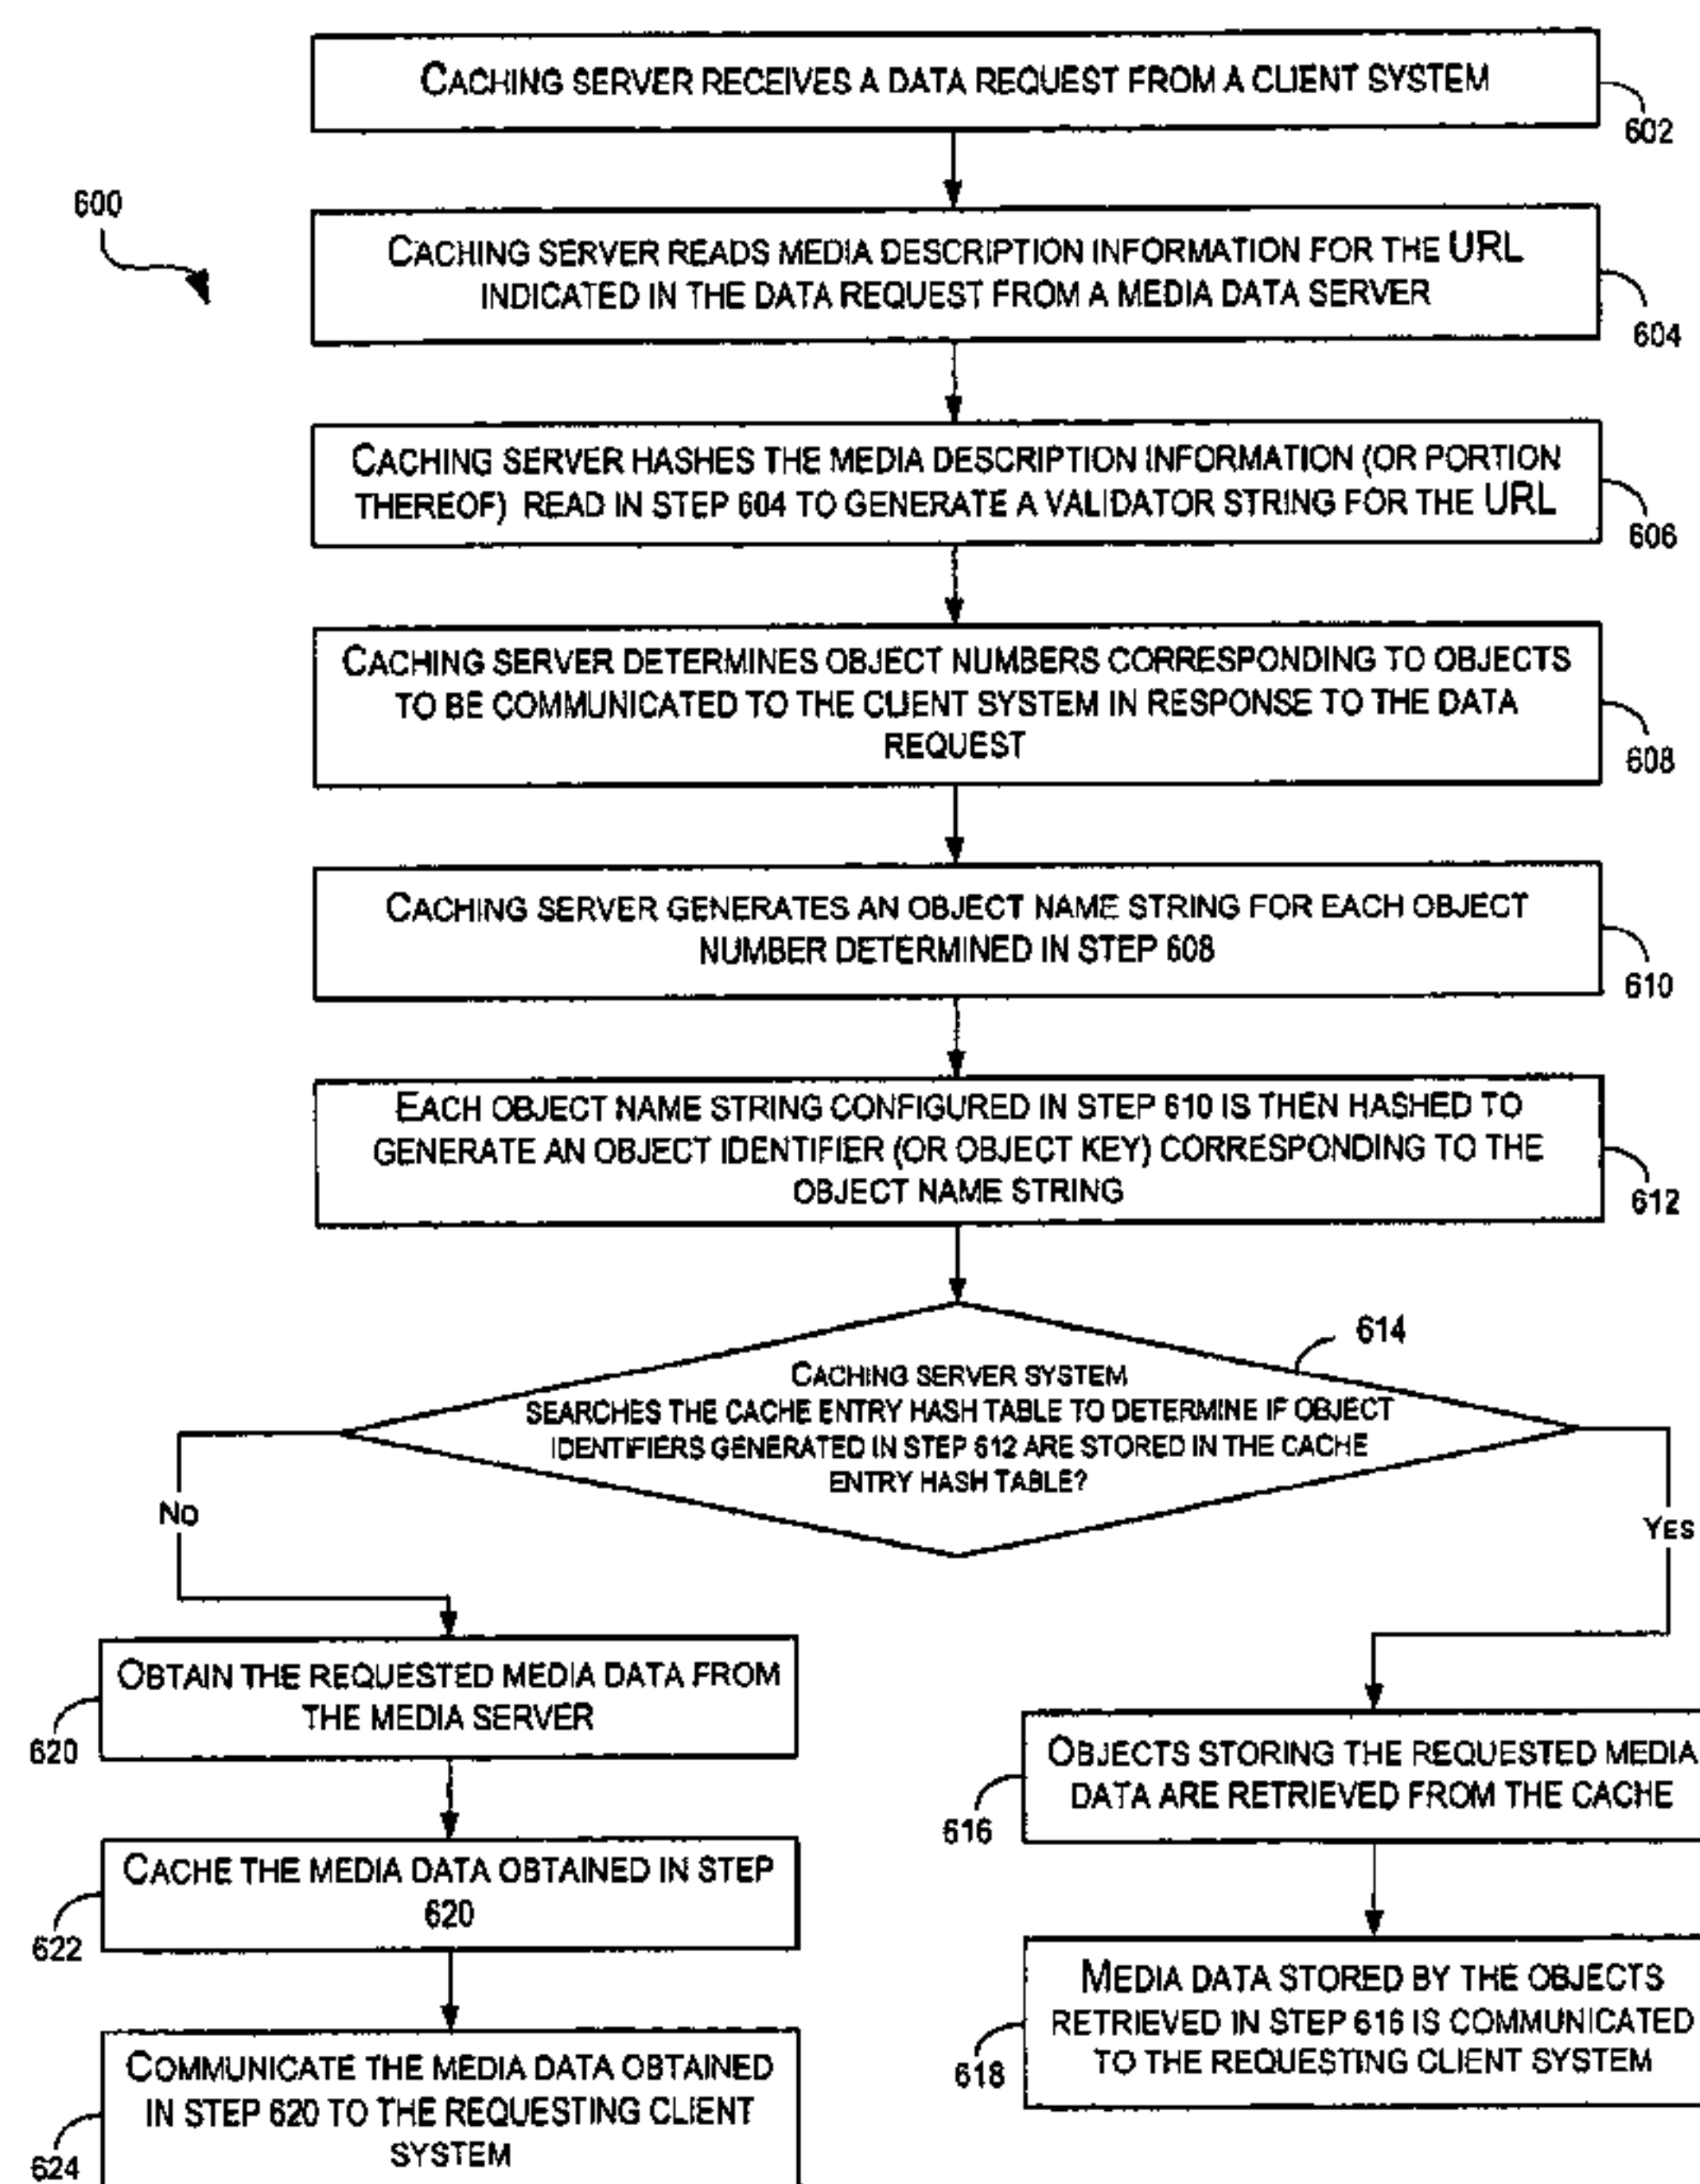 CACHING SERVER RECEIVES A DATA REQUEST FROM A CLIENT SYSTEM
602
600
CACHING SERVER READS MEDIA DESCRIPTION INFORMATION FOR THE URL
INDICATED IN THE DATA REQUEST FROM A MEDIA DATA SERVER
604
CACHING SERVER HASHES THE MEDIA DESCRIPTION INFORMATION (OR PORTION
THEREOF) READ IN STEP 604 TO GENERATE A VALIDATOR STRING FOR THE URL
606
CACHING SERVER DETERMINES OBJECT NUMBERS CORRESPONDING TO OBJECTS
TO BE COMMUNICATED TO THE CLIENT SYSTEM IN RESPONSE TO THE DATA
REQUEST
608
CACHING SERVER GENERATES AN OBJECT NAME STRING FOR EACH OBJECT
NUMBER DETERMINED IN STEP 608
610
EACH OBJECT NAME STRING CONFIGURED IN STEP 610 IS THEN HASHED TO
GENERATE AN OBJECT IDENTIFIER (OR OBJECT KEY) CORRESPONDING TO THE
OBJECT NAME STRING
612
614
CACHING SERVER SYSTEM
SEARCHES THE CACHE ENTRY HASH TABLE TO DETERMINE IF OBJECT
IDENTIFIERS GENERATED IN STEP 612 ARE STORED IN THE CACHE
ENTRY HASH TABLE?
NO
YES
OBTAIN THE REQUESTED MEDIA DATA FROM
THE MEDIA SERVER
620
OBJECTS STORING THE REQUESTED MEDIA
DATA ARE RETRIEVED FROM THE CACHE
616
CACHE THE MEDIA DATA OBTAINED IN STEP
620
622
MEDIA DATA STORED BY THE OBJECTS
RETRIEVED IN STEP 616 IS COMMUNICATED
TO THE REQUESTING CLIENT SYSTEM
618
COMMUNICATE THE MEDIA DATA OBTAINED
IN STEP 620 TO THE REQUESTING CLIENT
SYSTEM
624